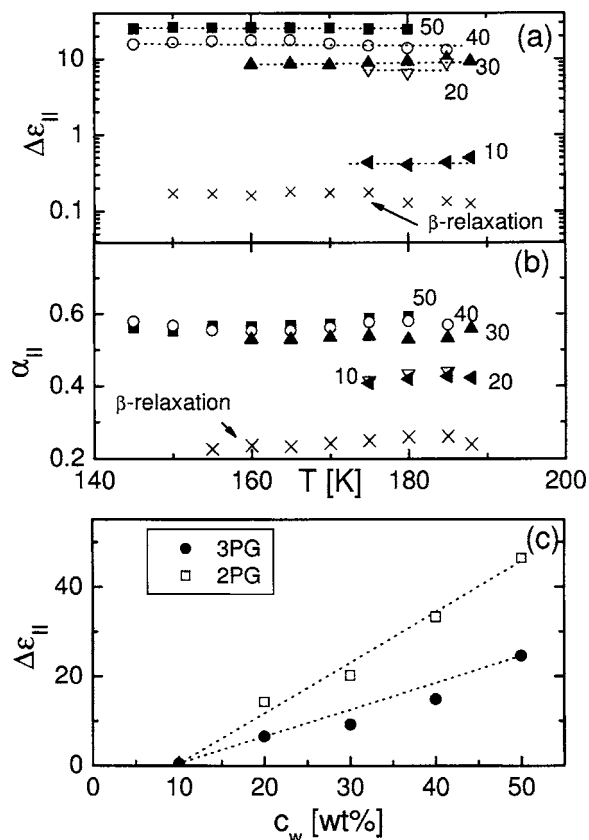 (a)
50
40
30
20
10
10
1
0.1
Δε||
β-relaxation
(b)
50
40
30
10
20
0.6
0.4
0.2
α||
β-relaxation
140 160 180 200
T [K]
(c)
3PG
2PG
40
20
0
Δε||
0 10 20 30 40 50
c_w [wt%]